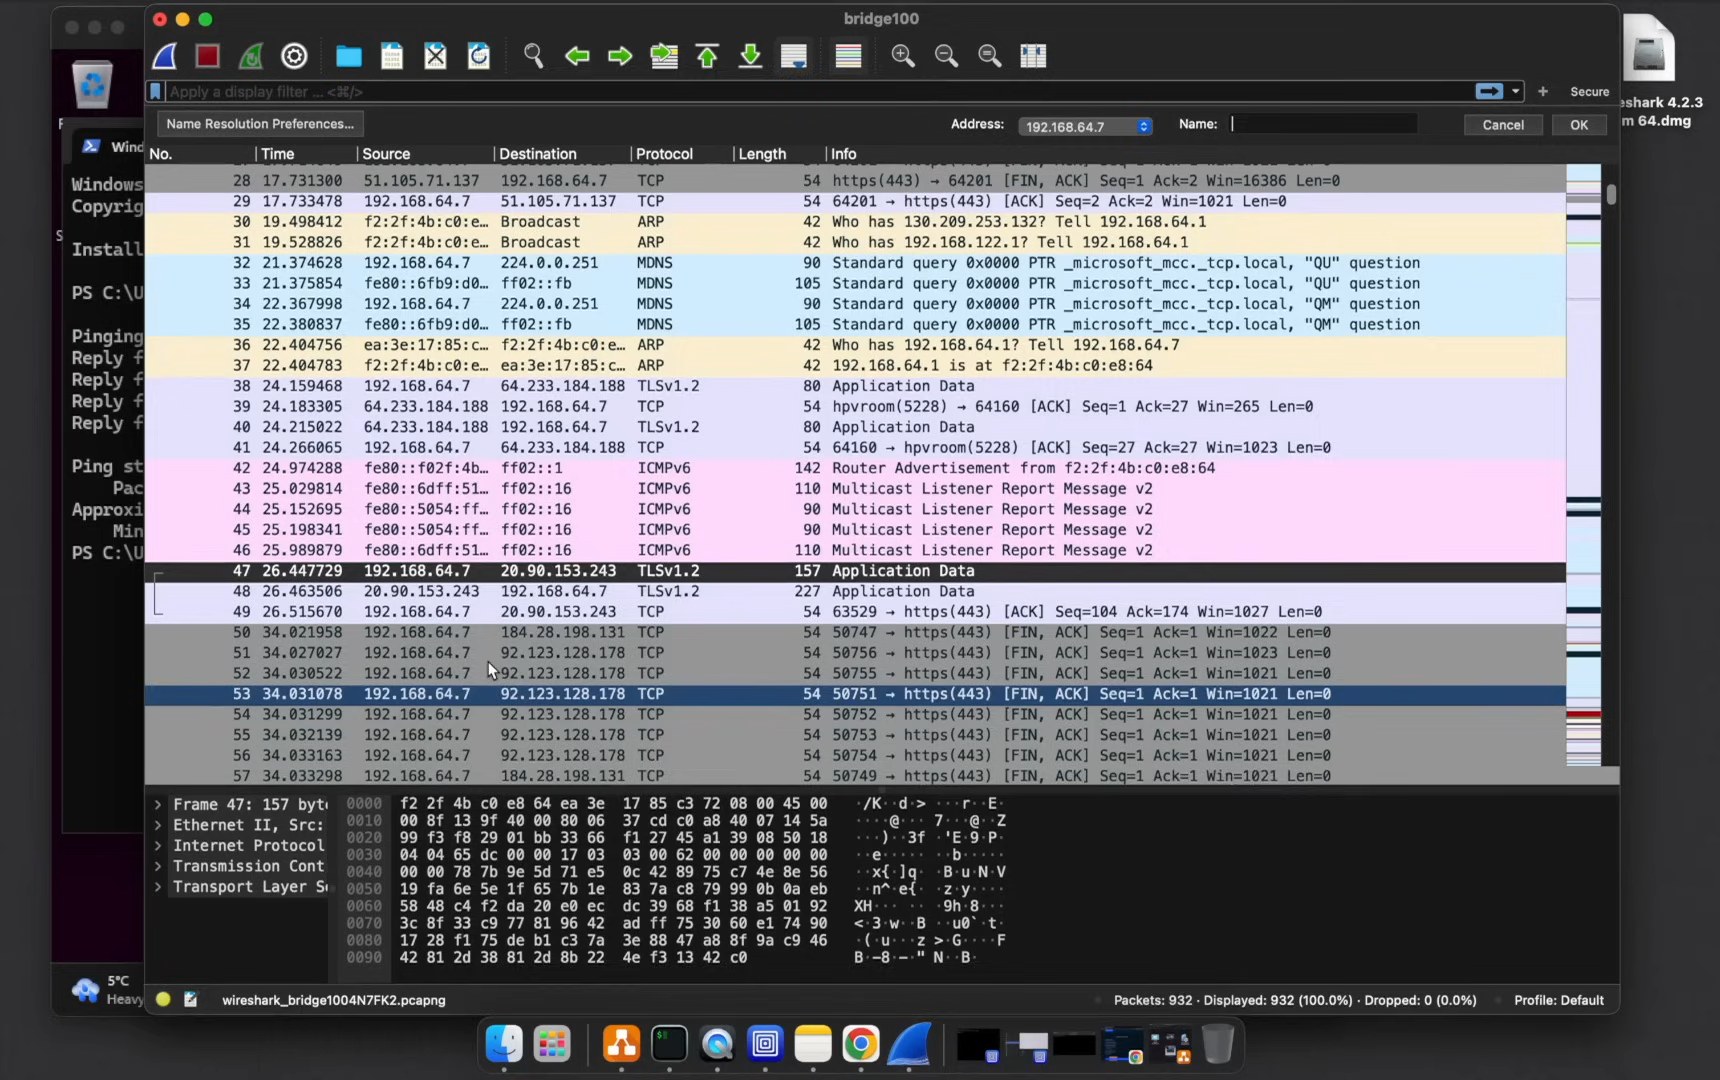 bridge100
Apply a display filter ... <⌘/>
+ Secure
Name Resolution Preferences...
Address: 192.168.64.7 Name: Cancel OK
No. Time Source Destination Protocol Length Info
28 17.731300 51.105.71.137 192.168.64.7 TCP 54 https(443) → 64201 [FIN, ACK] Seq=1 Ack=2 Win=16386 Len=0
29 17.733478 192.168.64.7 51.105.71.137 TCP 54 64201 → https(443) [ACK] Seq=2 Ack=2 Win=1021 Len=0
30 19.498412 f2:2f:4b:c0:e… Broadcast ARP 42 Who has 130.209.253.132? Tell 192.168.64.1
31 19.528826 f2:2f:4b:c0:e… Broadcast ARP 42 Who has 192.168.122.1? Tell 192.168.64.1
32 21.374628 192.168.64.7 224.0.0.251 MDNS 90 Standard query 0x0000 PTR _microsoft_mcc._tcp.local, "QU" question
33 21.375854 fe80::6fb9:d0… ff02::fb MDNS 105 Standard query 0x0000 PTR _microsoft_mcc._tcp.local, "QU" question
34 22.367998 192.168.64.7 224.0.0.251 MDNS 90 Standard query 0x0000 PTR _microsoft_mcc._tcp.local, "QM" question
35 22.380837 fe80::6fb9:d0… ff02::fb MDNS 105 Standard query 0x0000 PTR _microsoft_mcc._tcp.local, "QM" question
36 22.404756 ea:3e:17:85:c… f2:2f:4b:c0:e… ARP 42 Who has 192.168.64.1? Tell 192.168.64.7
37 22.404783 f2:2f:4b:c0:e… ea:3e:17:85:c… ARP 42 192.168.64.1 is at f2:2f:4b:c0:e8:64
38 24.159468 192.168.64.7 64.233.184.188 TLSv1.2 80 Application Data
39 24.183305 64.233.184.188 192.168.64.7 TCP 54 hpvroom(5228) → 64160 [ACK] Seq=1 Ack=27 Win=265 Len=0
40 24.215022 64.233.184.188 192.168.64.7 TLSv1.2 80 Application Data
41 24.266065 192.168.64.7 64.233.184.188 TCP 54 64160 → hpvroom(5228) [ACK] Seq=27 Ack=27 Win=1023 Len=0
42 24.974288 fe80::f02f:4b… ff02::1 ICMPv6 142 Router Advertisement from f2:2f:4b:c0:e8:64
43 25.029814 fe80::6dff:51… ff02::16 ICMPv6 110 Multicast Listener Report Message v2
44 25.152695 fe80::5054:ff… ff02::16 ICMPv6 90 Multicast Listener Report Message v2
45 25.198341 fe80::5054:ff… ff02::16 ICMPv6 90 Multicast Listener Report Message v2
46 25.989879 fe80::6dff:51… ff02::16 ICMPv6 110 Multicast Listener Report Message v2
47 26.447729 192.168.64.7 20.90.153.243 TLSv1.2 157 Application Data
48 26.463506 20.90.153.243 192.168.64.7 TLSv1.2 227 Application Data
49 26.515670 192.168.64.7 20.90.153.243 TCP 54 63529 → https(443) [ACK] Seq=104 Ack=174 Win=1027 Len=0
50 34.021958 192.168.64.7 184.28.198.131 TCP 54 50747 → https(443) [FIN, ACK] Seq=1 Ack=1 Win=1022 Len=0
51 34.027027 192.168.64.7 92.123.128.178 TCP 54 50756 → https(443) [FIN, ACK] Seq=1 Ack=1 Win=1023 Len=0
52 34.030522 192.168.64.7 92.123.128.178 TCP 54 50755 → https(443) [FIN, ACK] Seq=1 Ack=1 Win=1021 Len=0
53 34.031078 192.168.64.7 92.123.128.178 TCP 54 50751 → https(443) [FIN, ACK] Seq=1 Ack=1 Win=1021 Len=0
54 34.031299 192.168.64.7 92.123.128.178 TCP 54 50752 → https(443) [FIN, ACK] Seq=1 Ack=1 Win=1021 Len=0
55 34.032139 192.168.64.7 92.123.128.178 TCP 54 50753 → https(443) [FIN, ACK] Seq=1 Ack=1 Win=1021 Len=0
56 34.033163 192.168.64.7 92.123.128.178 TCP 54 50754 → https(443) [FIN, ACK] Seq=1 Ack=1 Win=1021 Len=0
57 34.033298 192.168.64.7 184.28.198.131 TCP 54 50749 → https(443) [FIN, ACK] Seq=1 Ack=1 Win=1021 Len=0
Frame 47: 157 byte
Ethernet II, Src:
Internet Protocol
Transmission Cont
Transport Layer Se
0000 f2 2f 4b c0 e8 64 ea 3e 17 85 c3 72 08 00 45 00 ·/K·d·> ···r··E·
0010 00 8f 13 9f 40 00 80 06 37 cd c0 a8 40 07 14 5a ····@··· 7···@··Z
0020 99 f3 f8 29 01 bb 33 66 f1 27 45 a1 39 08 50 18 ···)··3f ·'E·9·P·
0030 04 04 65 dc 00 00 17 03 03 00 62 00 00 00 00 00 ··e····· ··b·····
0040 00 00 78 7b 9e 5d 71 e5 0c 42 89 75 c7 4e 8e 56 ··x{·]q· ·B·u·N·V
0050 19 fa 6e 5e 1f 65 7b 1e 83 7a c8 79 99 0b 0a eb ··n^·e{· ·z·y····
0060 58 48 c4 f2 da 20 e0 ec dc 39 68 f1 38 a5 01 92 XH··· ·· ·9h·8···
0070 3c 8f 33 c9 77 81 96 42 ad ff 75 30 60 e1 74 90 <·3·w··B ··u0`·t·
0080 17 28 f1 75 de b1 c3 7a 3e 88 47 a8 8f 9a c9 46 ·(·u···z >·G····F
0090 42 81 2d 38 81 2d 8b 22 4e f3 13 42 c0 B·-8·-·" N··B·
wireshark_bridge1004N7FK2.pcapng
Packets: 932 · Displayed: 932 (100.0%) · Dropped: 0 (0.0%)
Profile: Default
Wind
Windows
Copyrig
Install
PS C:\U
Pinging
Reply f
Reply f
Reply f
Reply f
Ping st
Pac
Approxi
Min
PS C:\U
5°C
Heavy
eshark 4.2.3
m 64.dmg